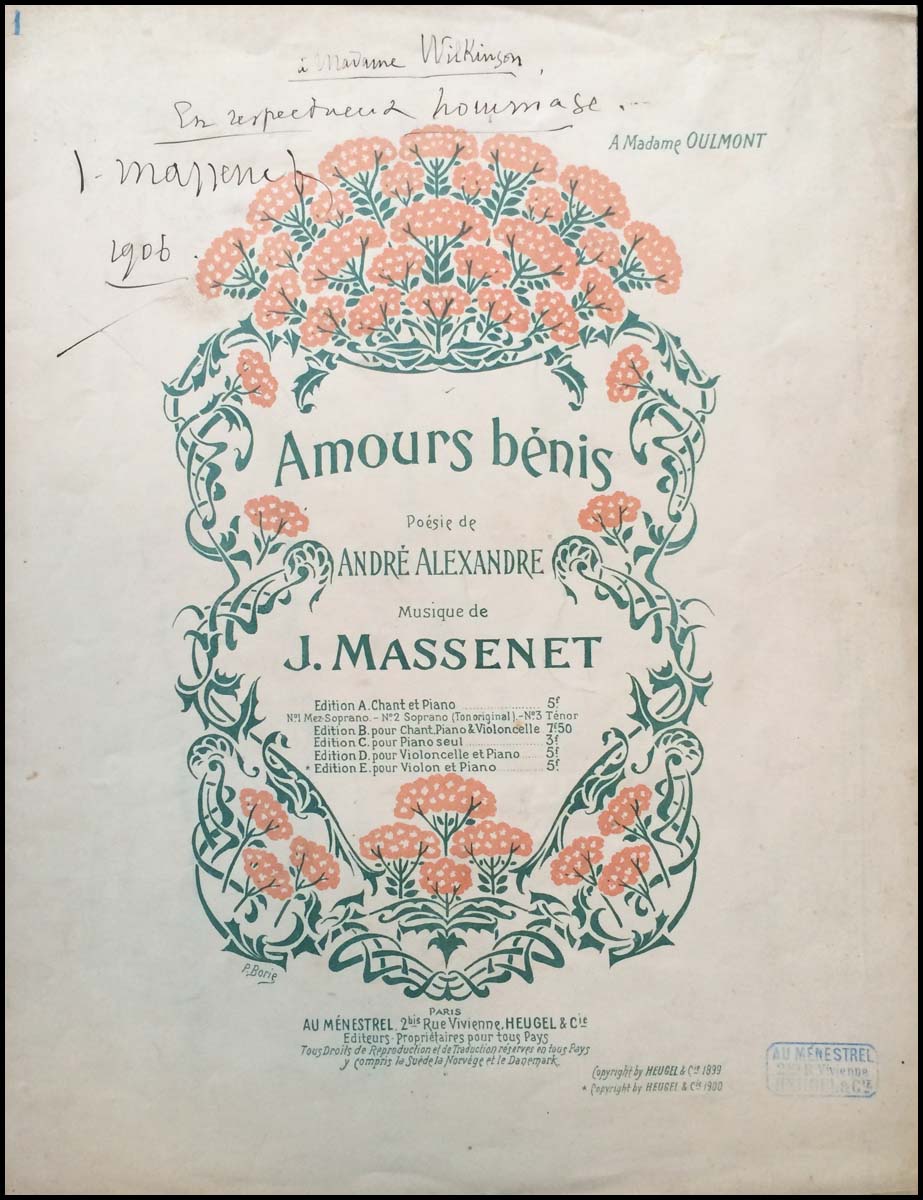 1
à Madame Wilkinson,
En respectueux hommage...
J. Massenet
1906.
A Madame OULMONT
Amours bénis
Poésie de
ANDRÉ ALEXANDRE
Musique de
J. MASSENET
Edition A. Chant et Piano .................... 5f
No1 Mez-Soprano. - No2 Soprano (Ton original). - No3 Ténor
Edition B. pour Chant, Piano & Violoncelle 7f50
Edition C. pour Piano seul .................... 3f
Edition D. pour Violoncelle et Piano ...... 5f
* Edition E. pour Violon et Piano ............ 5f
P. Borie
PARIS
AU MÉNESTREL, 2bis Rue Vivienne, HEUGEL & Cie
Editeurs-Propriétaires pour tous Pays
Tous Droits de Reproduction et de Traduction réservés en tous Pays
y compris la Suède la Norvège et le Danemark
Copyright by HEUGEL & Cie 1899
* Copyright by HEUGEL & Cie 1900
AU MÉNESTREL
2bis R. Vivienne
HEUGEL & Cie